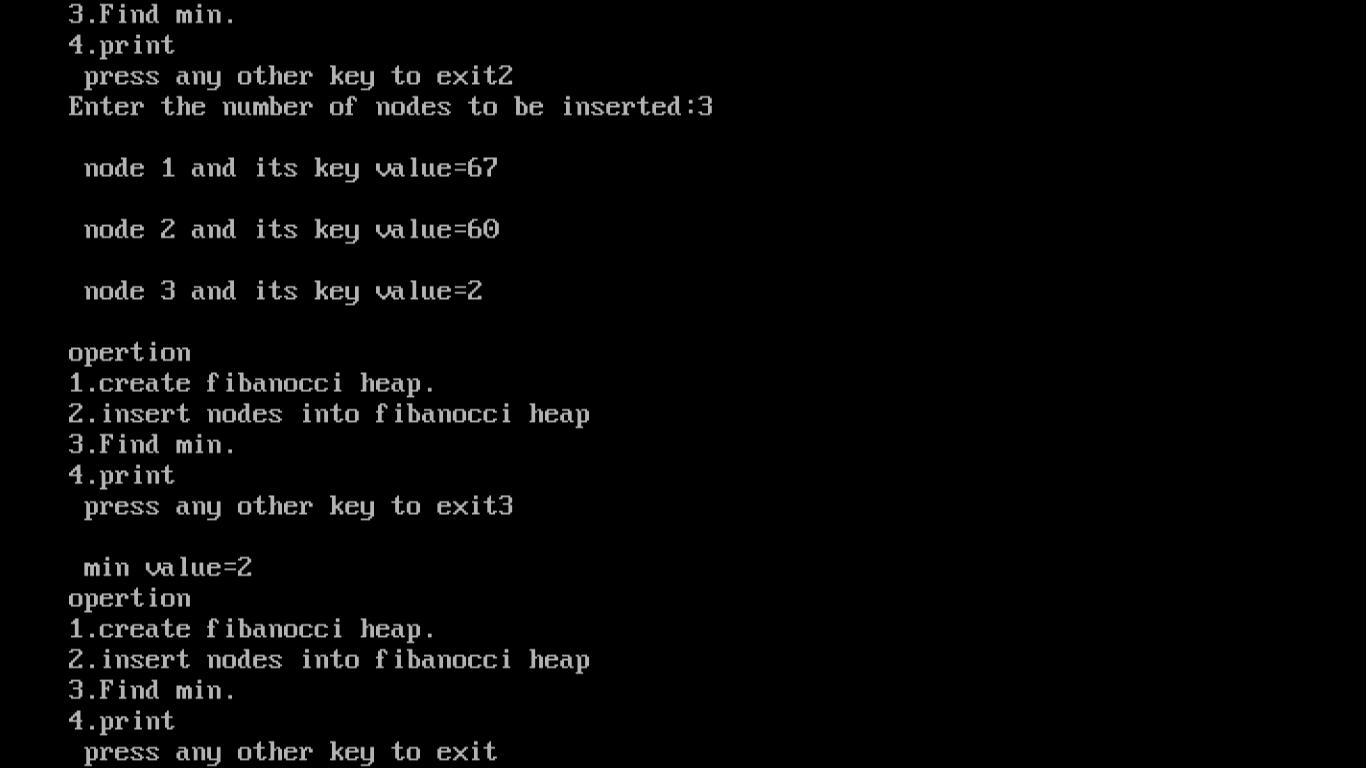 3.Find min.
4.print
press any other key to exit2
Enter the number of nodes to be inserted:3
node 1 and its key value=67
node 2 and its key value=60
node 3 and its key value=2
opertion
1.create fibanocci heap.
2.insert nodes into fibanocci heap
3.Find min.
4.print
press any other key to exit3
min value=2
opertion
1.create fibanocci heap.
2.insert nodes into fibanocci heap
3.Find min.
4.print
press any other key to exit